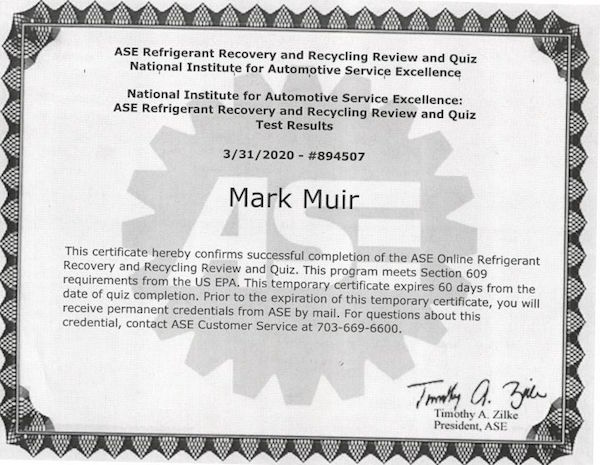 ASE Refrigerant Recovery and Recycling Review and Quiz
National Institute for Automotive Service Excellence
National Institute for Automotive Service Excellence:
ASE Refrigerant Recovery and Recycling Review and Quiz
Test Results
3/31/2020 - #894507
Mark Muir
ASE
This certificate hereby confirms successful completion of the ASE Online Refrigerant
Recovery and Recycling Review and Quiz. This program meets Section 609
requirements from the US EPA. This temporary certificate expires 60 days from the
date of quiz completion. Prior to the expiration of this temporary certificate, you will
receive permanent credentials from ASE by mail. For questions about this
credential, contact ASE Customer Service at 703-669-6600.
Timothy A. Zilke
Timothy A. Zilke
President, ASE